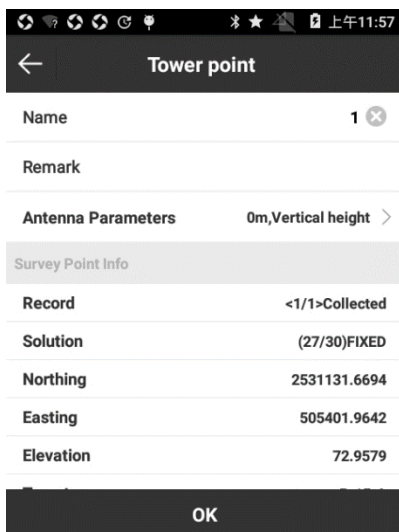 上午11:57
Tower point
Name 1
Remark
Antenna Parameters 0m,Vertical height
Survey Point Info
Record <1/1>Collected
Solution (27/30)FIXED
Northing 2531131.6694
Easting 505401.9642
Elevation 72.9579
OK